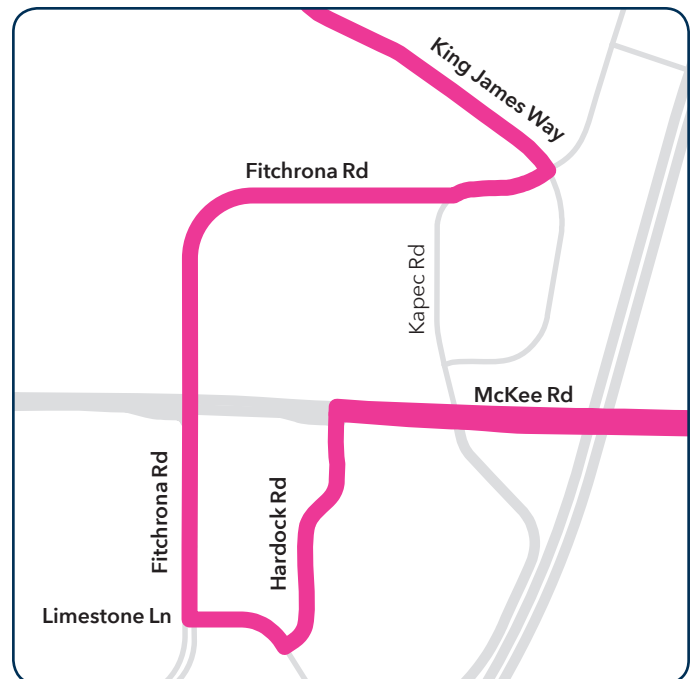 King James Way
Fitchrona Rd
Kapec Rd
McKee Rd
Fitchrona Rd
Hardock Rd
Limestone Ln